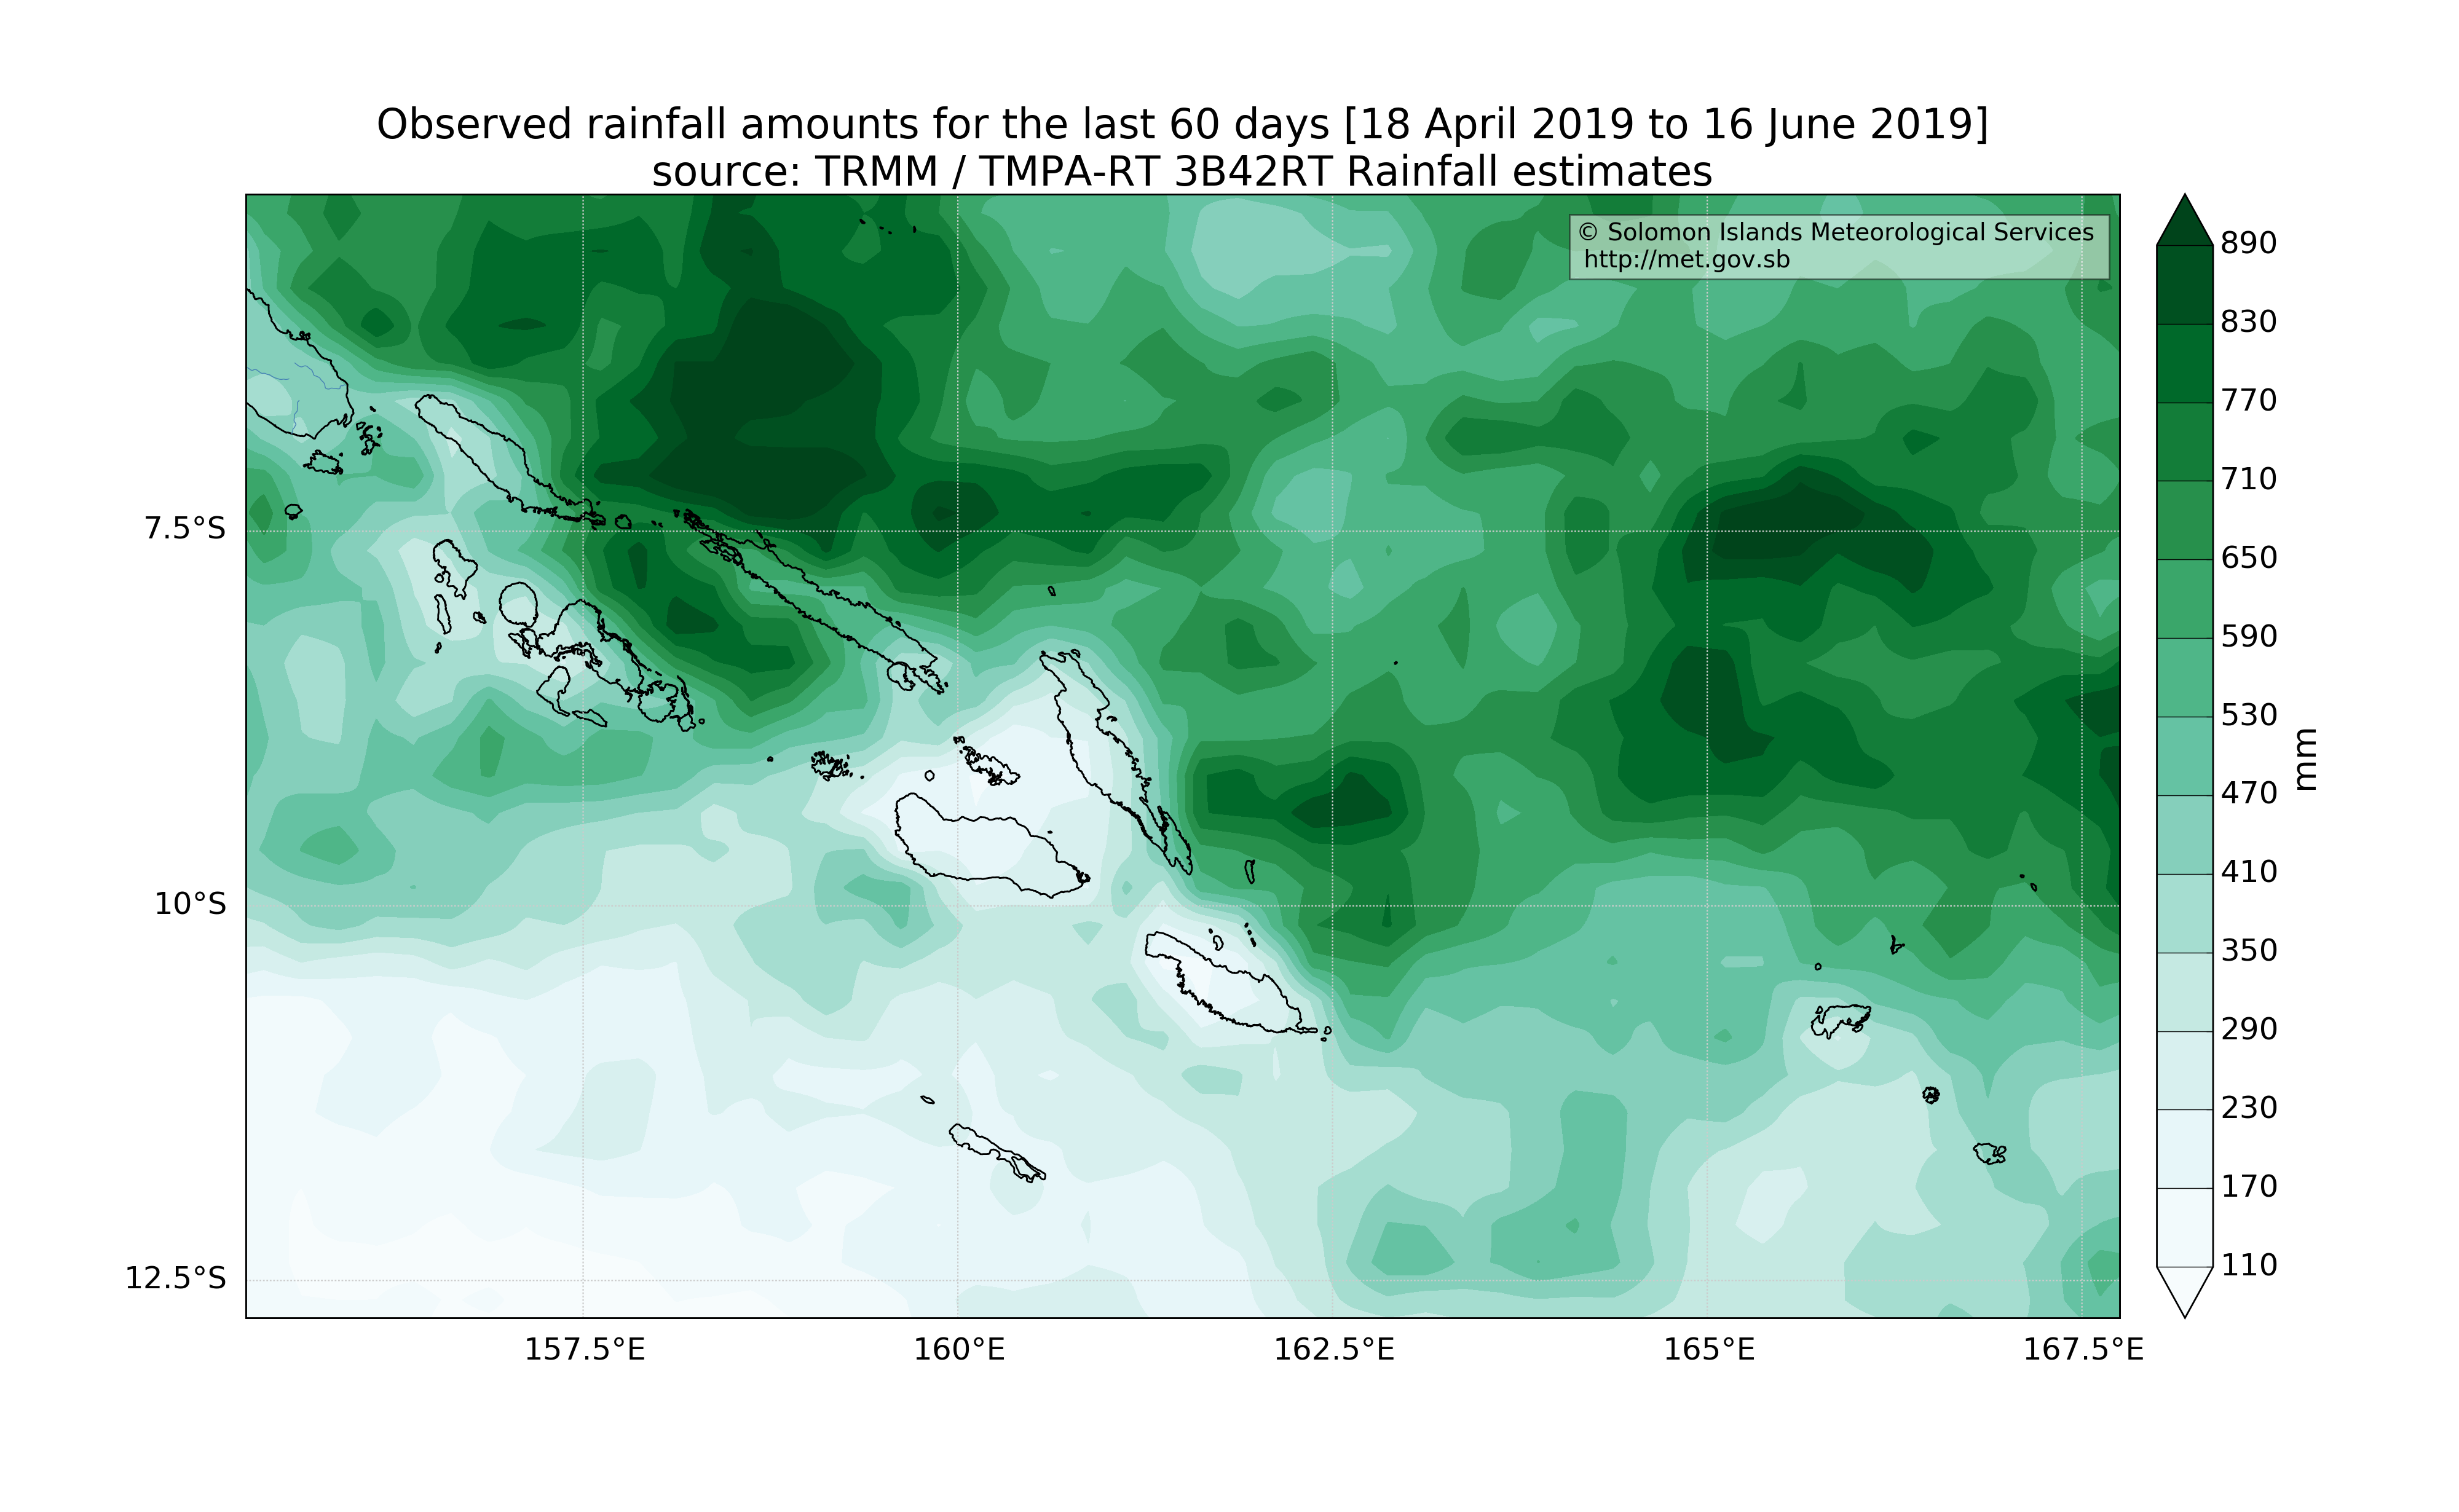 Observed rainfall amounts for the last 60 days [18 April 2019 to 16 June 2019]
source: TRMM / TMPA-RT 3B42RT Rainfall estimates
© Solomon Islands Meteorological Services
http://met.gov.sb
890
830
770
710
650
590
530
470
410
350
290
230
170
110
mm
7.5°S
10°S
12.5°S
157.5°E
160°E
162.5°E
165°E
167.5°E